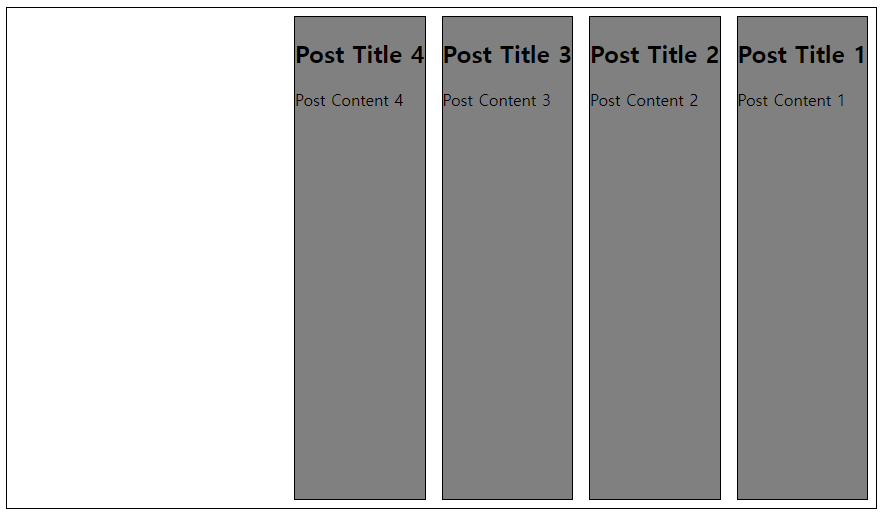 Post Title 4
Post Content 4
Post Title 3
Post Content 3
Post Title 2
Post Content 2
Post Title 1
Post Content 1